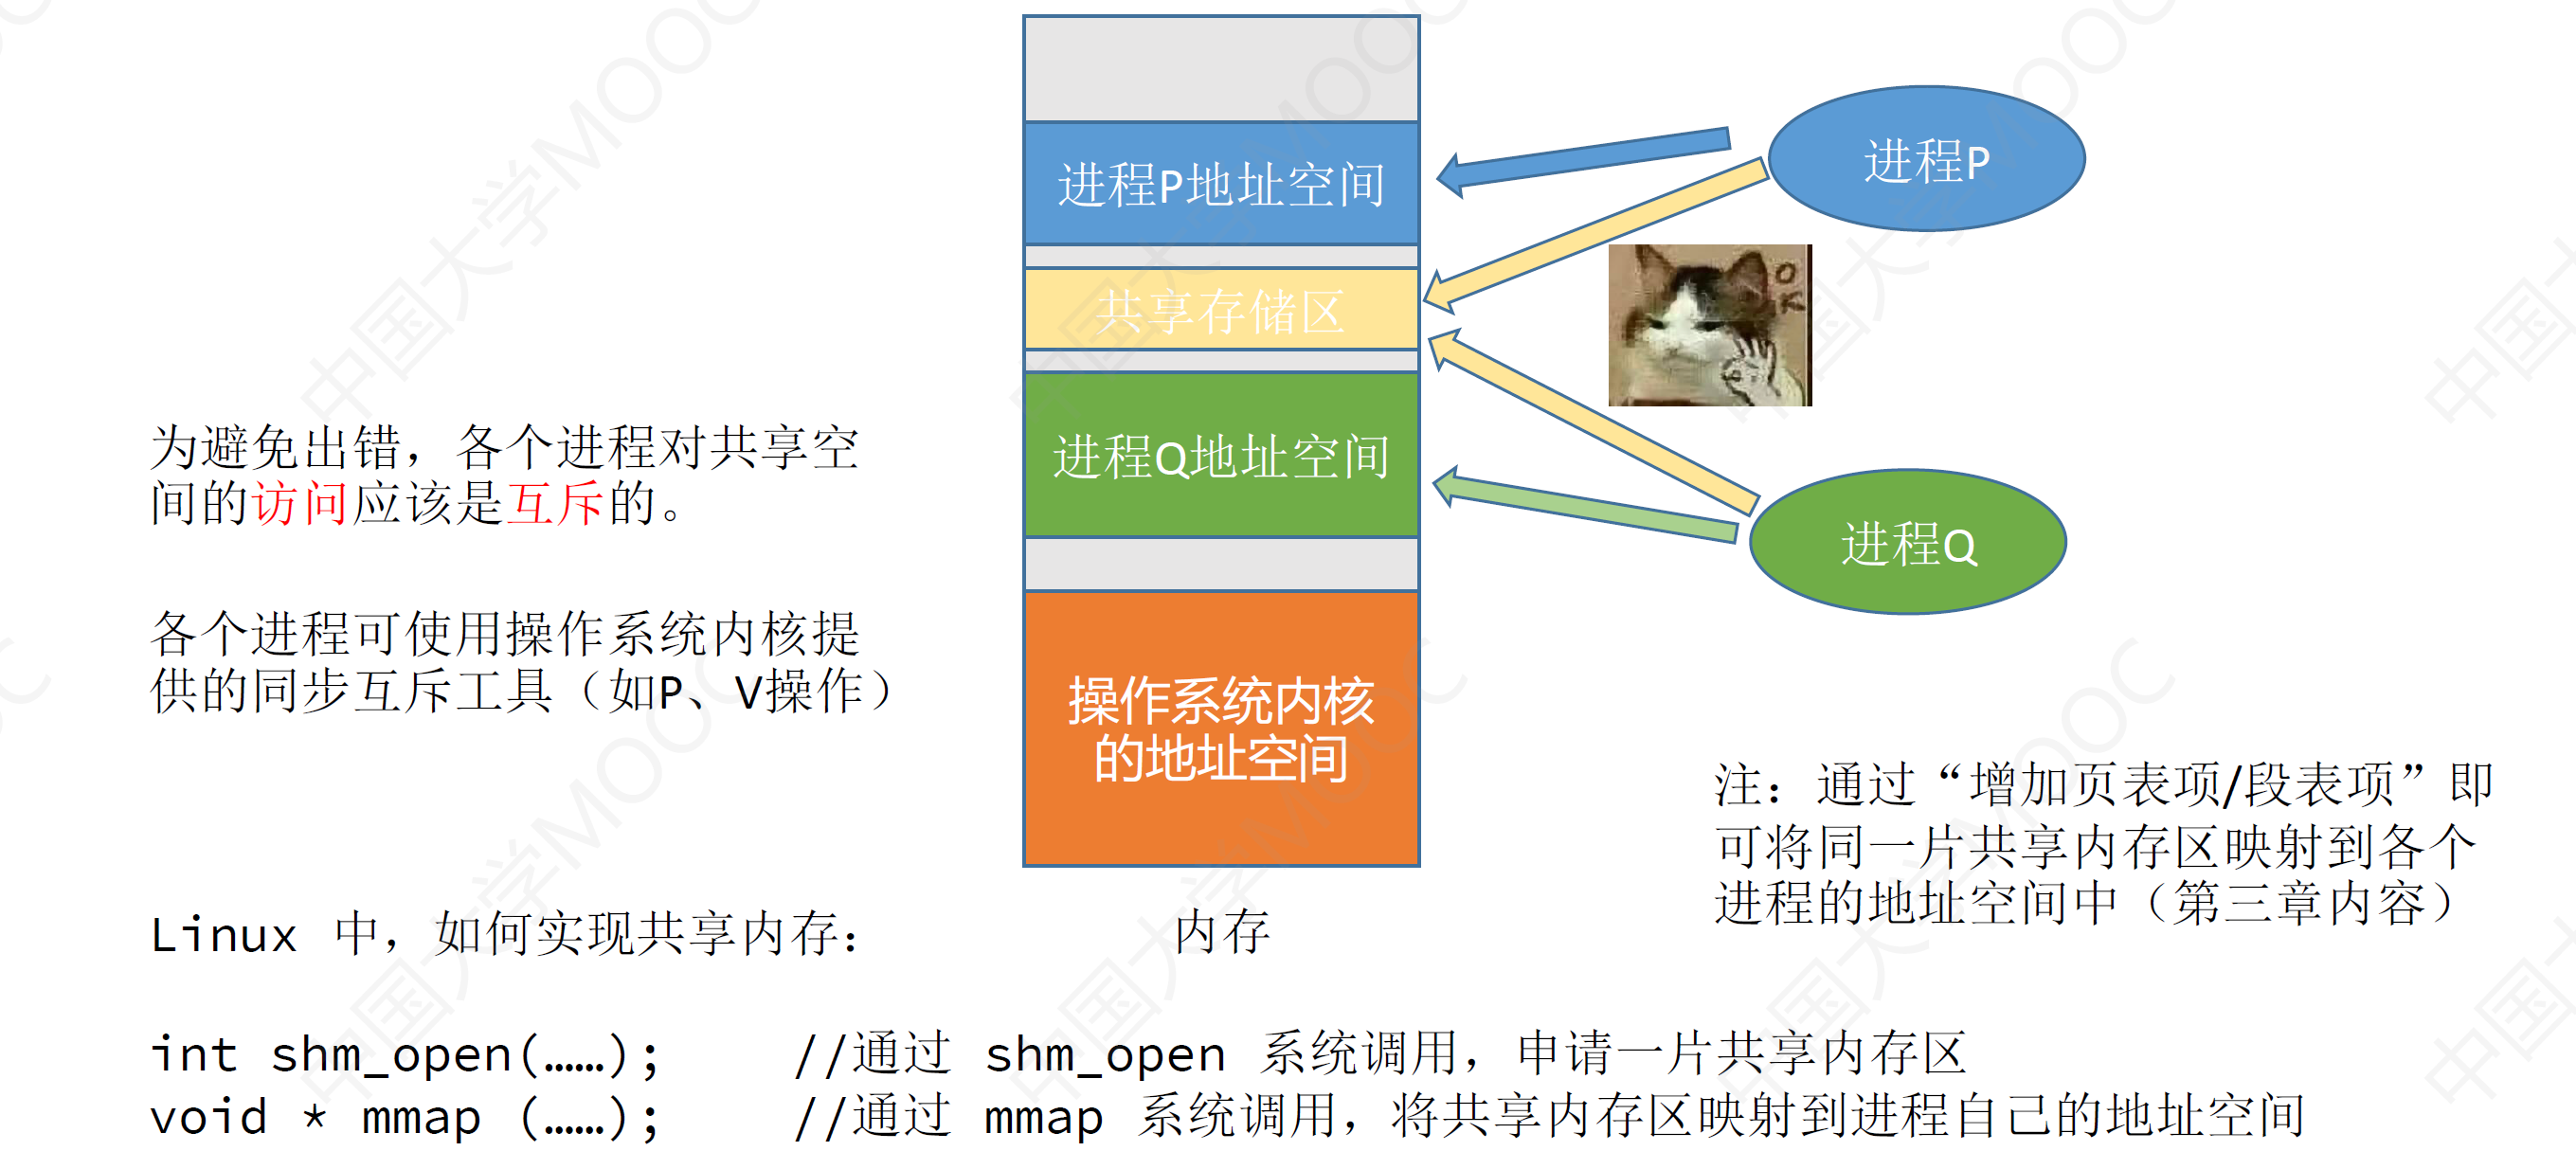 进程P地址空间
共享存储区
进程Q地址空间
操作系统内核
的地址空间
内存
进程P
OK
进程Q
为避免出错，各个进程对共享空
间的访问应该是互斥的。
各个进程可使用操作系统内核提
供的同步互斥工具（如P、V操作）
注：通过“增加页表项/段表项”即
可将同一片共享内存区映射到各个
进程的地址空间中（第三章内容）
Linux 中，如何实现共享内存：
int shm_open(……); //通过 shm_open 系统调用，申请一片共享内存区
void * mmap (……); //通过 mmap 系统调用，将共享内存区映射到进程自己的地址空间
中国大学MOOC